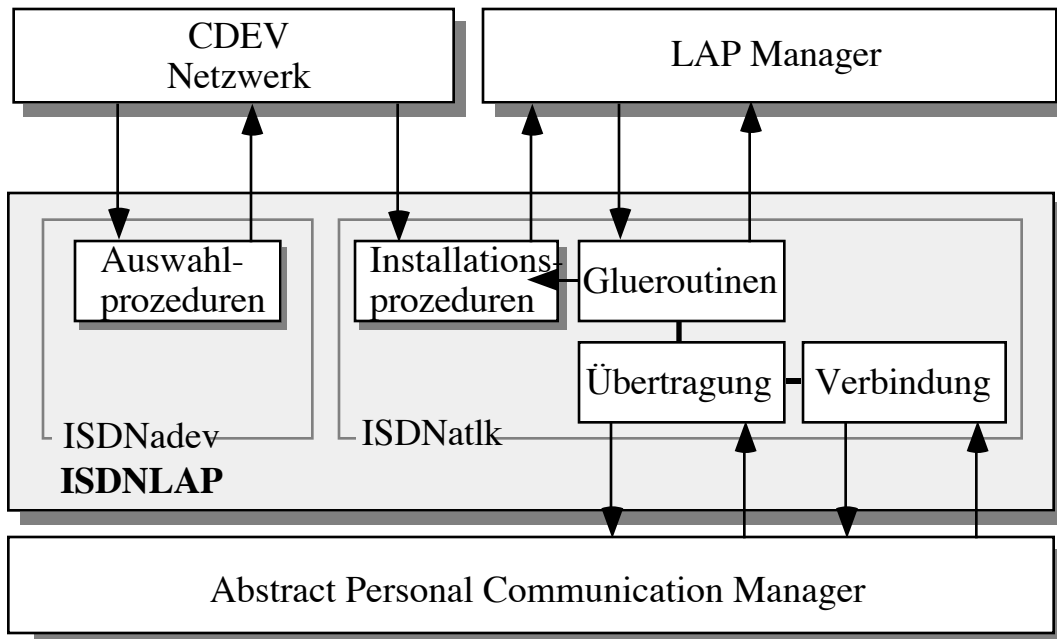 CDEV
Netzwerk
LAP Manager
Auswahl-
prozeduren
Installations-
prozeduren
Glueroutinen
Übertragung
Verbindung
ISDNadev
ISDNatlk
ISDNLAP
Abstract Personal Communication Manager